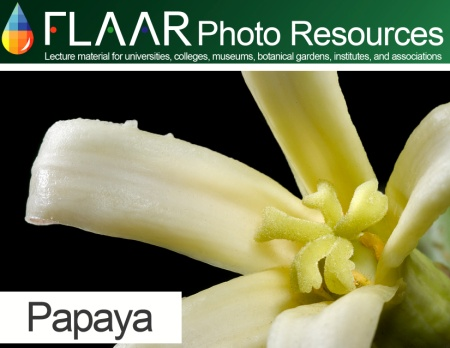 FLAAR Photo Resources
Lecture material for universities, colleges, museums, botanical gardens, institutes, and associations
Papaya